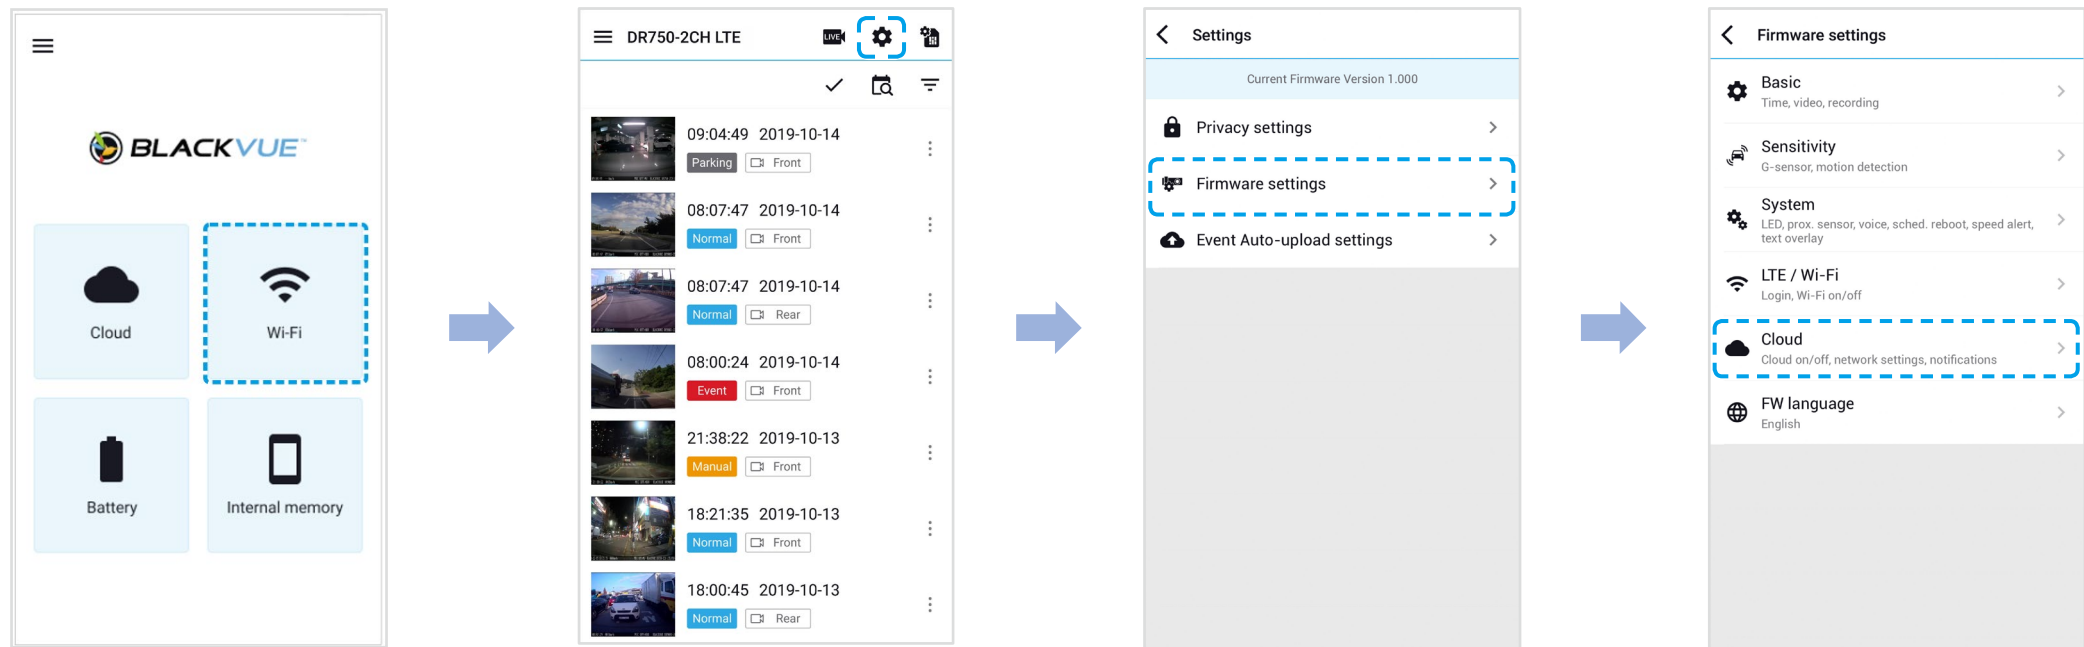 BLACKVUE™
Cloud
Wi-Fi
Battery
Internal memory
DR750-2CH LTE
LIVE
09:04:49 2019-10-14
Parking Front
08:07:47 2019-10-14
Normal Front
08:07:47 2019-10-14
Normal Rear
08:00:24 2019-10-14
Event Front
21:38:22 2019-10-13
Manual Front
18:21:35 2019-10-13
Normal Front
18:00:45 2019-10-13
Normal Rear
Settings
Current Firmware Version 1.000
Privacy settings
Firmware settings
Event Auto-upload settings
Firmware settings
Basic
Time, video, recording
Sensitivity
G-sensor, motion detection
System
LED, prox. sensor, voice, sched. reboot, speed alert,
text overlay
LTE / Wi-Fi
Login, Wi-Fi on/off
Cloud
Cloud on/off, network settings, notifications
FW language
English